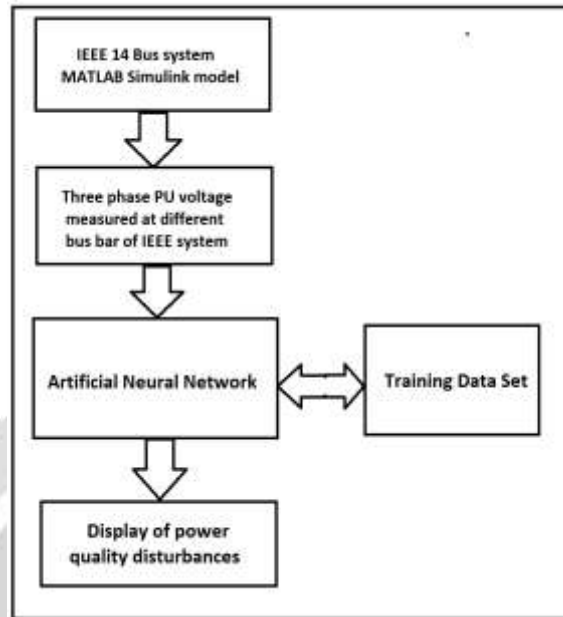 IEEE 14 Bus system
MATLAB Simulink model
Three phase PU voltage
measured at different
bus bar of IEEE system
Artificial Neural Network
Training Data Set
Display of power
quality disturbances